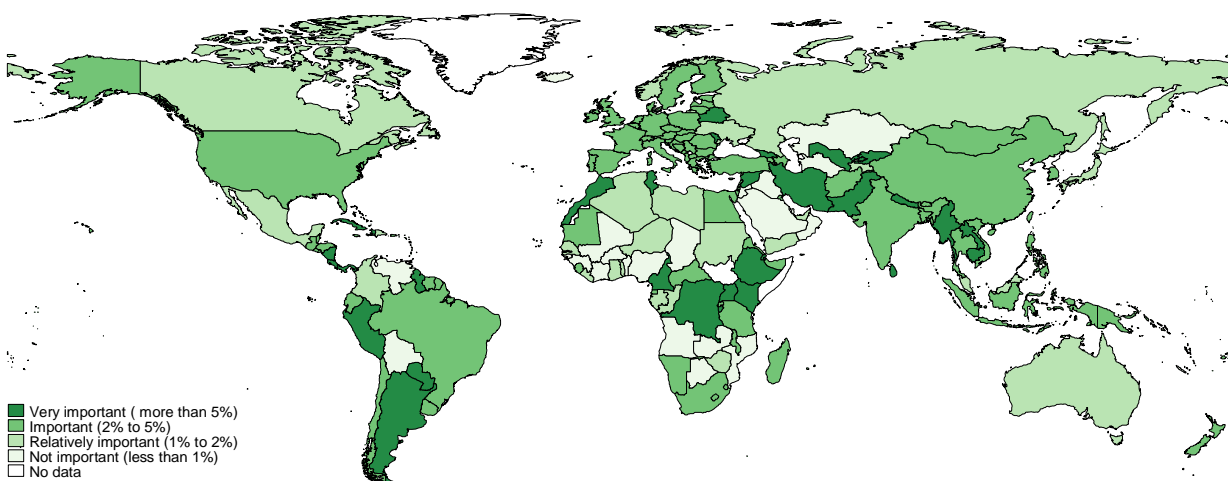 Very important ( more than 5%)
Important (2% to 5%)
Relatively important (1% to 2%)
Not important (less than 1%)
No data